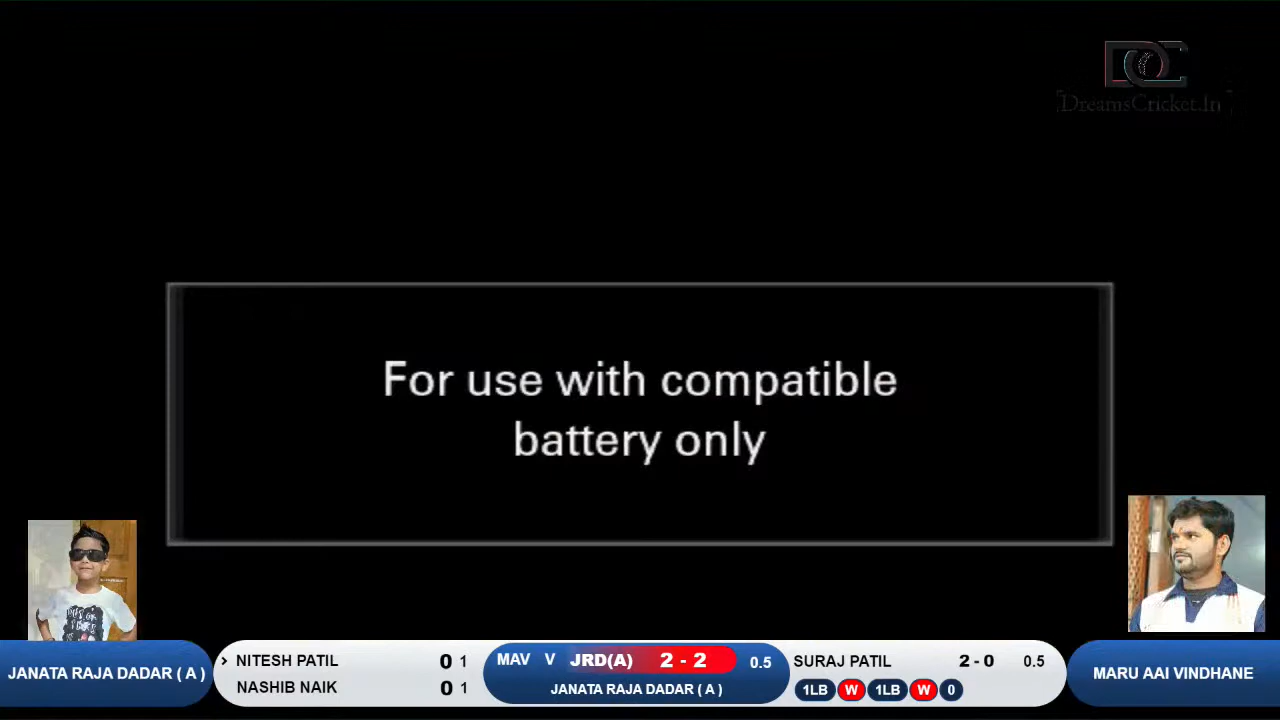 DC
DreamsCricket.In
For use with compatible
battery only
JANATA RAJA DADAR ( A )
› NITESH PATIL 0 1
NASHIB NAIK 0 1
MAV V JRD(A) 2 - 2 0.5
JANATA RAJA DADAR ( A )
SURAJ PATIL 2 - 0 0.5
1LB W 1LB W 0
MARU AAI VINDHANE